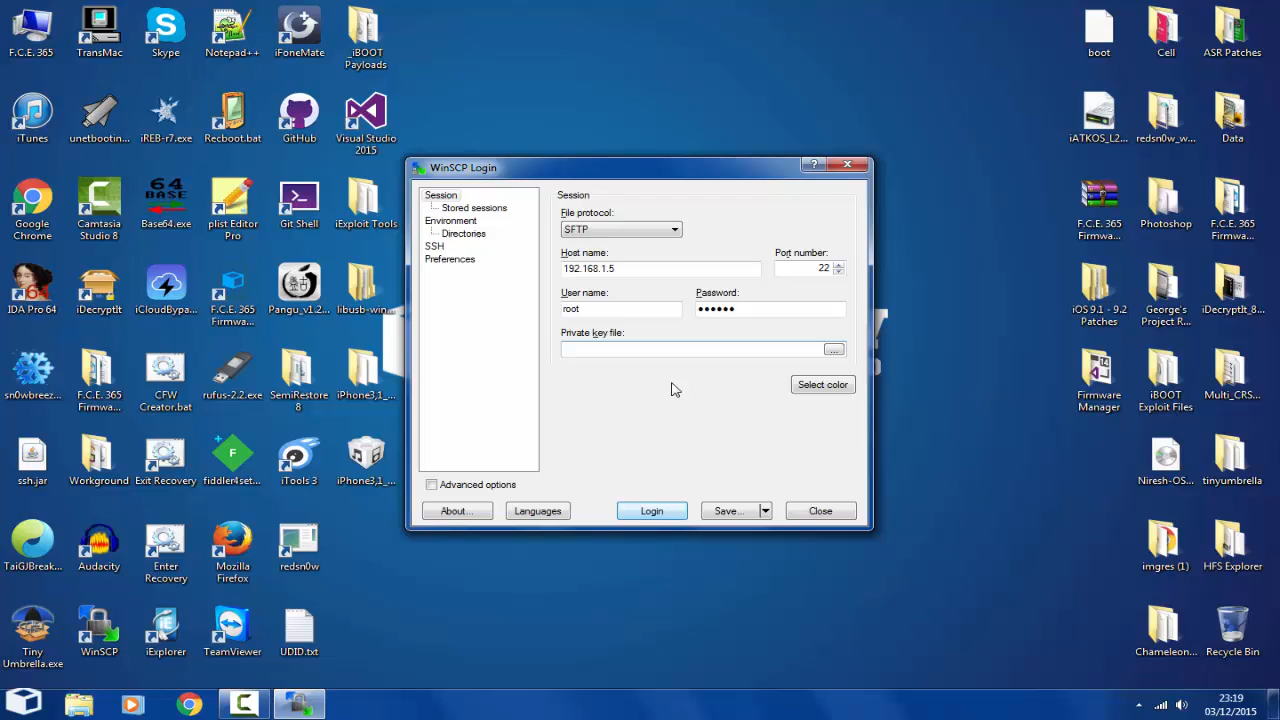 F.C.E. 365
TransMac
Skype
Notepad++
iFoneMate
_iBOOT
Payloads
iTunes
unetbootin...
iREB-r7.exe
Recboot.bat
GitHub
Visual Studio
2015
Google
Chrome
Camtasia
Studio 8
64
BASE
Base64.exe
plist Editor
Pro
Git Shell
iExploit Tools
IDA Pro 64
iDecryptIt
iCloudBypa...
F.C.E. 365
Firmwa...
Pangu_v1.2...
libusb-win...
sn0wbreez...
F.C.E. 365
Firmwa...
CFW
Creator.bat
rufus-2.2.exe
SemiRestore
8
iPhone3,1_...
ssh.jar
Workground
Exit Recovery
fiddler4set...
iTools 3
iPhone3,1_...
TaiGJBreak...
Audacity
Enter
Recovery
Mozilla
Firefox
redsn0w
Tiny
Umbrella.exe
WinSCP
iExplorer
TeamViewer
UDID.txt
WinSCP Login
?
Session
Stored sessions
Environment
Directories
SSH
Preferences
Session
File protocol:
SFTP
Host name:
Port number:
192.168.1.5
22
User name:
Password:
root
●●●●●●
Private key file:
...
Select color
Advanced options
About...
Languages
Login
Save...
Close
boot
Cell
ASR Patches
iATKOS_L2...
redsn0w_w...
Data
F.C.E. 365
Firmwa...
Photoshop
F.C.E. 365
Firmwa...
iOS 9.1 - 9.2
Patches
George's
Project R...
iDecryptIt_8...
14
Firmware
Manager
iBOOT
Exploit Files
Multi_CRS...
Niresh-OS...
tinyumbrella
imgres (1)
HFS Explorer
Chameleon...
Recycle Bin
23:19
03/12/2015